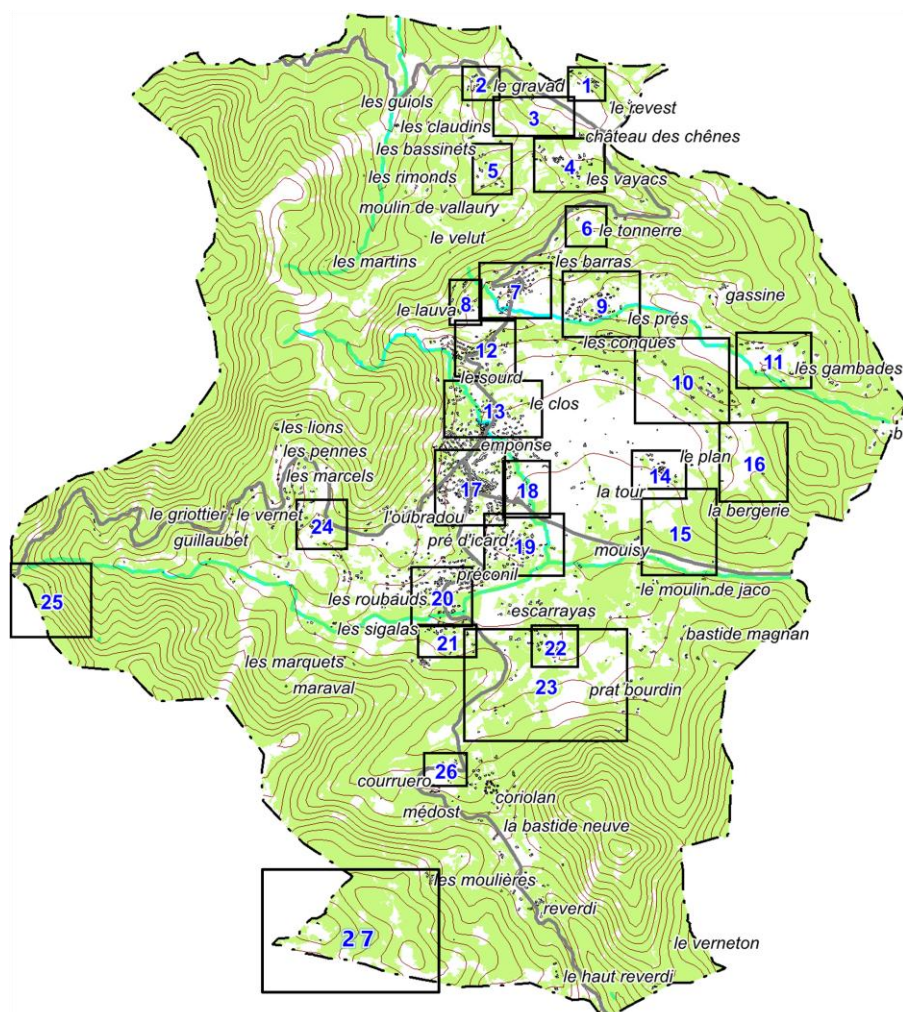 2
le gravad
1
les guiols
le revest
3
les claudins
château des chênes
les bassinets
5
4
les rimonds
les vayacs
moulin de vallaury
6
le tonnerre
le velut
les martins
les barras
7
gassine
8
9
le lauva
les prés
les conques
12
11
les gambades
le sourd
10
13
le clos
les lions
emponse
b
les pennes
le plan
16
les marcels
14
17
18
la tour
le griottier
le vernet
24
l'oubradou
la bergerie
guillaubet
pré d'icard
15
19
mouisy
préconil
25
les roubauds
20
le moulin de jaco
escarrayas
les sigalas
21
22
bastide magnan
les marquets
maraval
23
prat bourdin
26
courruero
coriolan
médost
la bastide neuve
les moulières
reverdi
27
le verneton
le haut reverdi